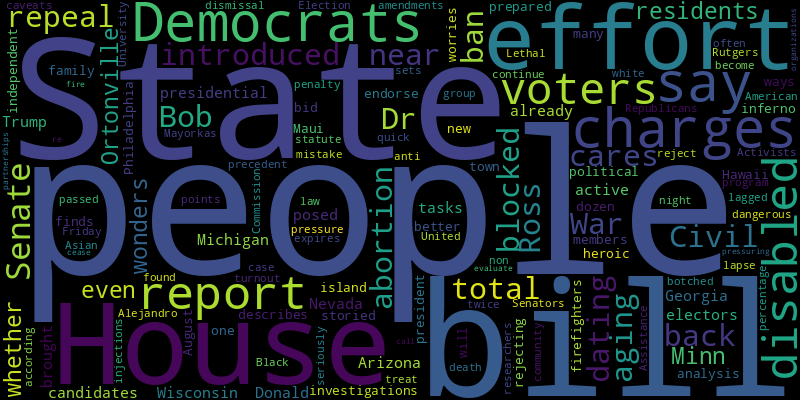 caveats
repeal
Democrats
dismissal
Election
amendments
prepared
residents
effort
State
introduced
near
ban
worries
Lethal
many
often
Rutgers
become
organizations
independent
family
fire
Ortonville
University
Philadelphia
presidential
sets
penalty
endorse
group
voters
say
continue
white
ways
American
Republicans
inferno
Trump
Bob
Mayorkas
bid
Maui
statute
Dr
quick
new
already
charges
mistake
anti
precedent
town
blocked
cares
reject
Activists
political
Hawaii
program
active
people
partnerships
Senate
passed
finds
Friday
Asian
cease
wonders
points
Commission
law
posed
pressure
expires
Michigan
abortion
tasks
better
United
Ross
War
dozen
members
heroic
night
lagged
dangerous
Civil
pressuring
lapse
disabled
found
case
turnout
island
non
evaluate
even
report
total
whether
House
Alejandro
August
describes
Nevada
storied
president
twice
Senators
bill
firefighters
dating
aging
botched
Georgia
electors
back
percentage
according
brought
injections
one
Black
seriously
Arizona
treat
call
will
death
researchers
rejecting
community
Assistance
Minn
analysis
candidates
Wisconsin
Donald
investigations
re